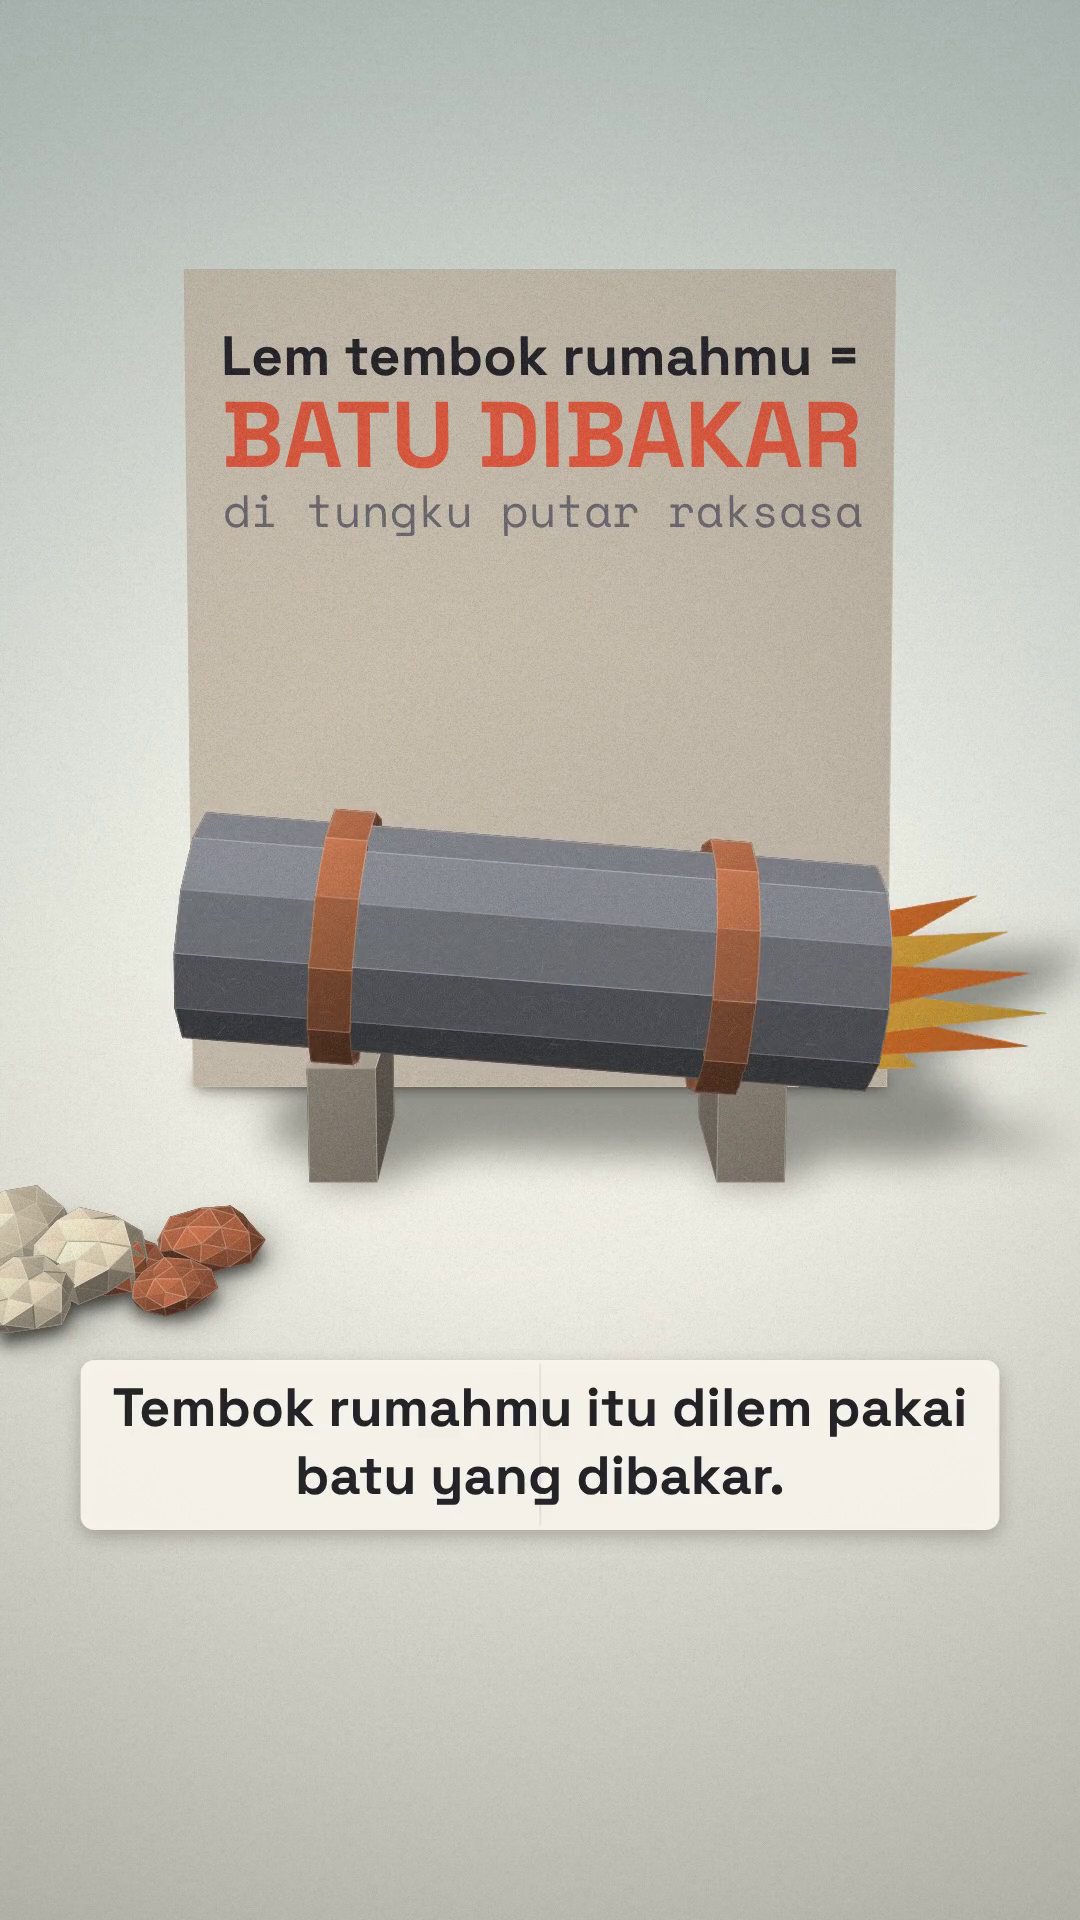 Lem tembok rumahmu =
BATU DIBAKAR
di tungku putar raksasa
Tembok rumahmu itu dilem pakai
batu yang dibakar.